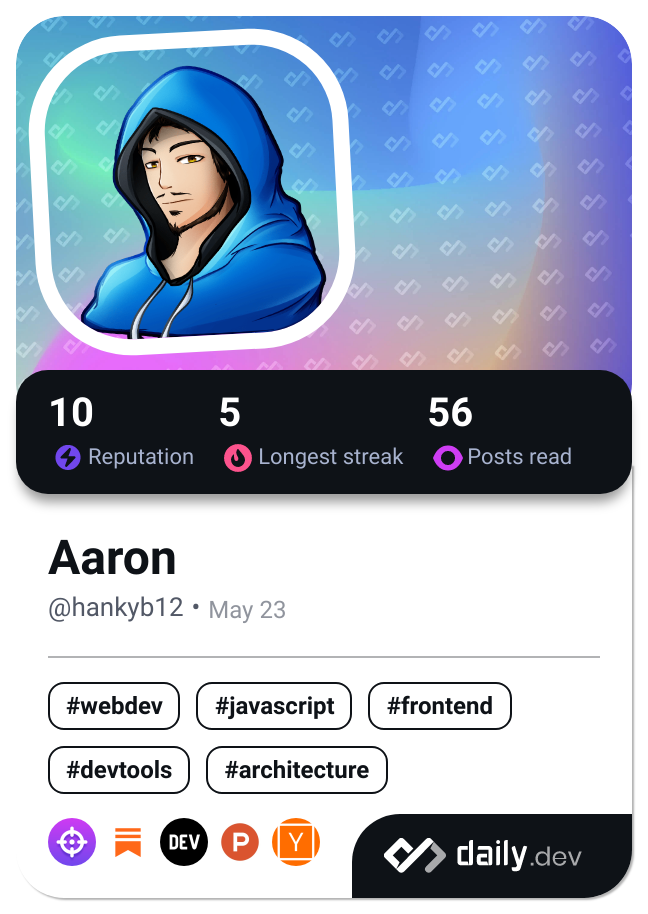 10 5 56
Reputation Longest streak Posts read
Aaron
@hankyb12 • May 23
#webdev #javascript #frontend
#devtools #architecture
DEV P Y
daily.dev